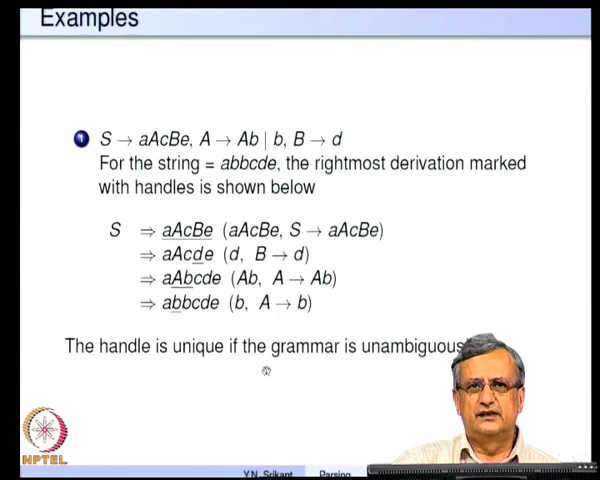 Examples
1 S → aAcBe, A → Ab | b, B → d
For the string = abbcde, the rightmost derivation marked
with handles is shown below
S ⇒ aAcBe (aAcBe, S → aAcBe)
⇒ aAcde (d, B → d)
⇒ aAbcde (Ab, A → Ab)
⇒ abbcde (b, A → b)
The handle is unique if the grammar is unambiguous
NPTEL
Y.N. Srikant Parsing